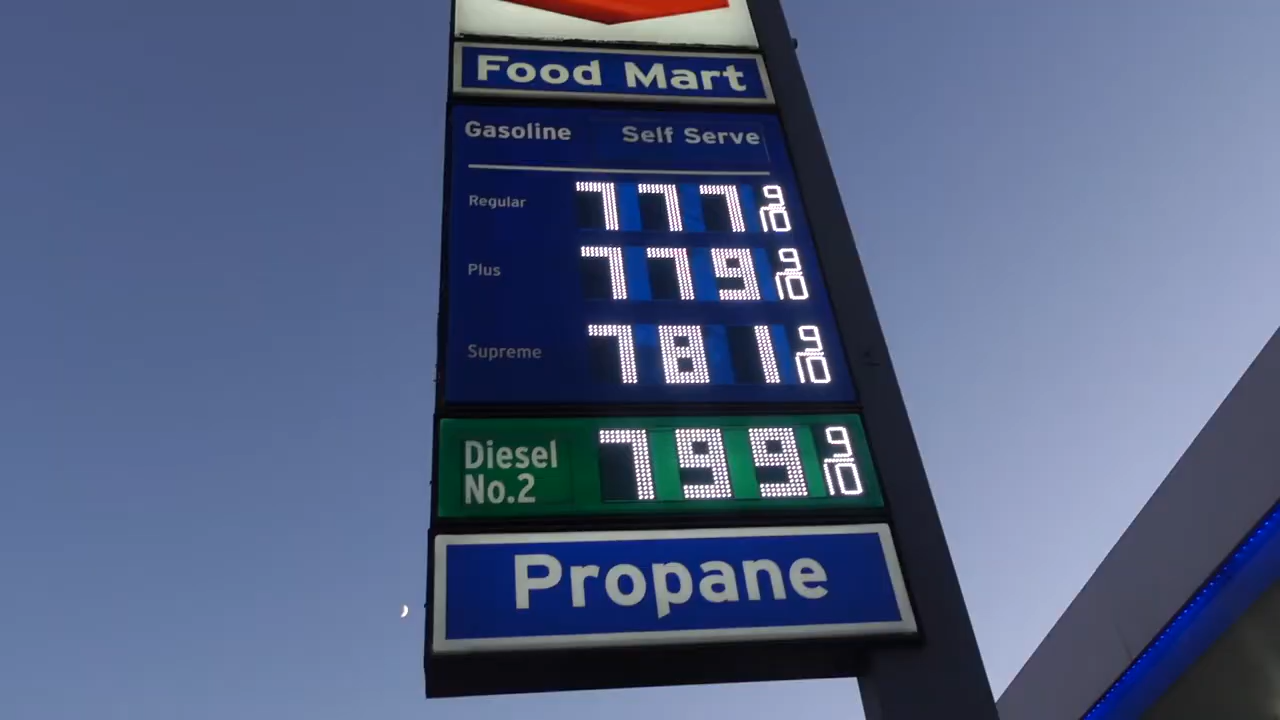 Food Mart
Gasoline Self Serve
Regular 777 9/10
Plus 779 9/10
Supreme 781 9/10
Diesel No.2 799 9/10
Propane